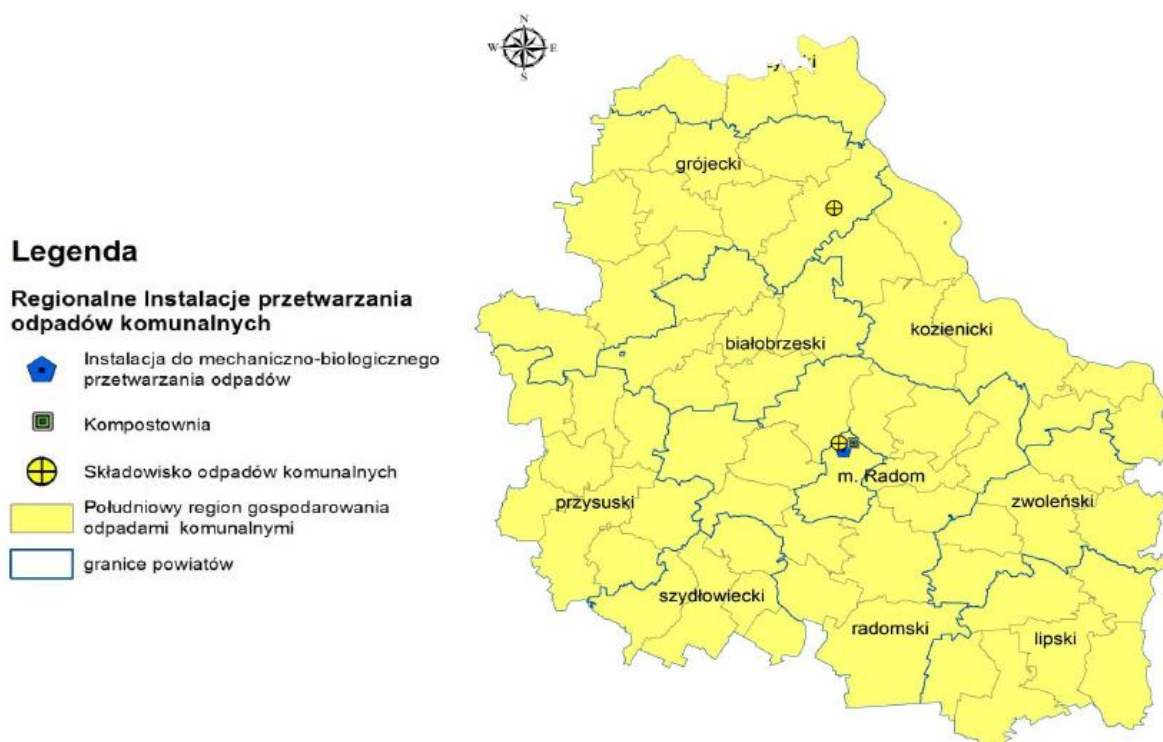 N
W E
S
Legenda
Regionalne Instalacje przetwarzania
odpadów komunalnych
Instalacja do mechaniczno-biologicznego
przetwarzania odpadów
Kompostownia
Składowisko odpadów komunalnych
Południowy region gospodarowania
odpadami komunalnymi
granice powiatów
grójecki
białobrzeski
kozienicki
m. Radom
przysuski
zwoleński
szydłowiecki
radomski
lipski